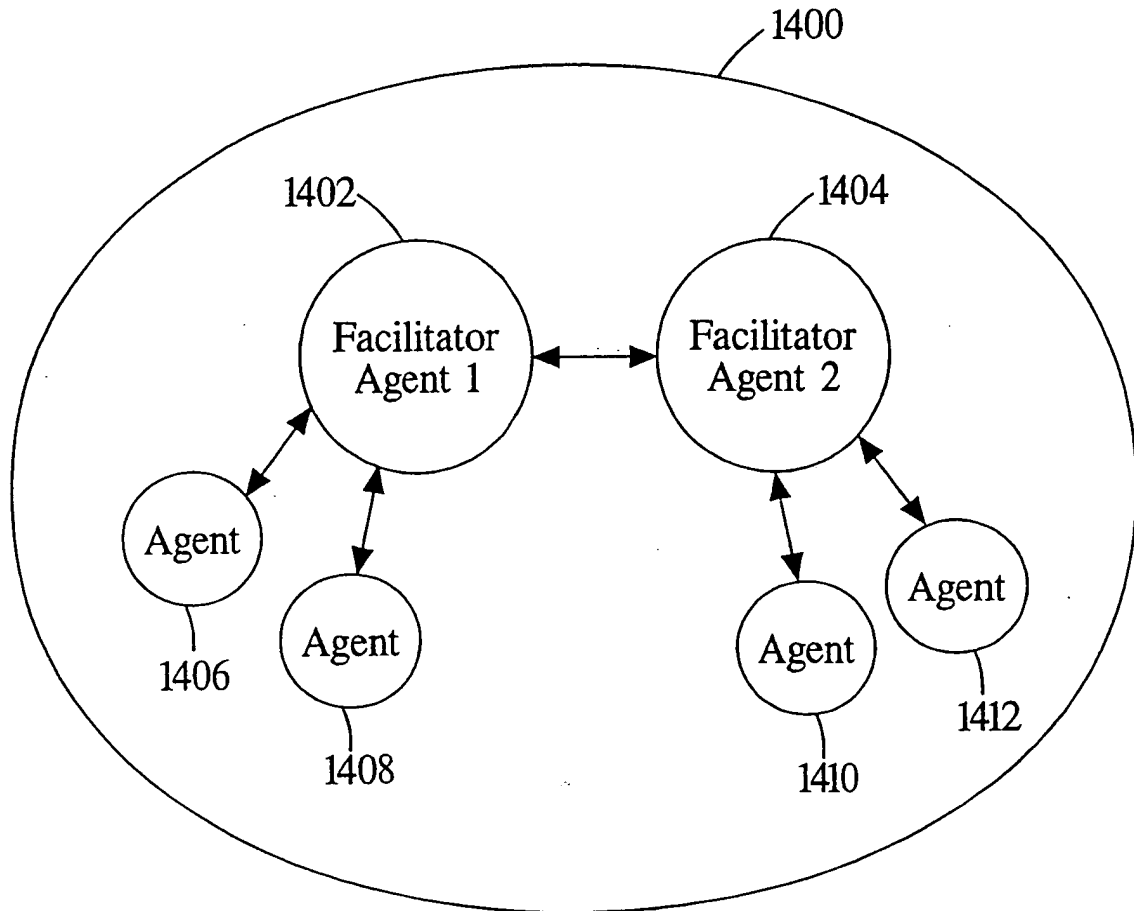 1400
1402
1404
Facilitator
Agent 1
Facilitator
Agent 2
Agent
Agent
Agent
Agent
1406
1408
1410
1412